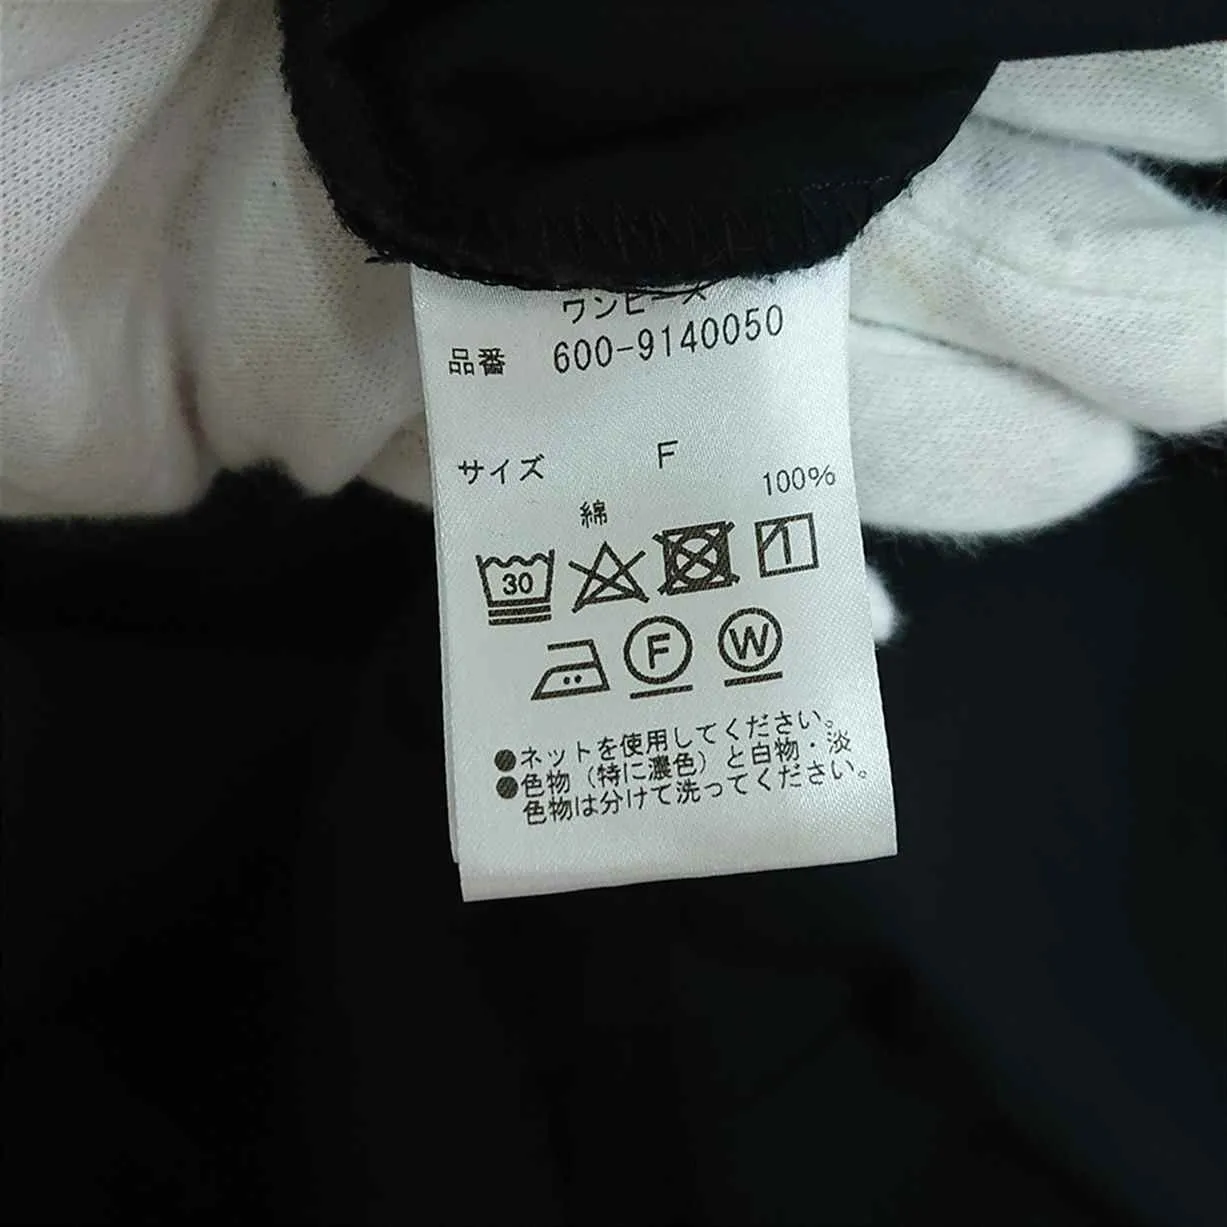 ワンピース
品番 600-9140050
サイズ F
綿 100%
30
F W
●ネットを使用してください。
●色物(特に濃色)と白物・淡
色物は分けて洗ってください。